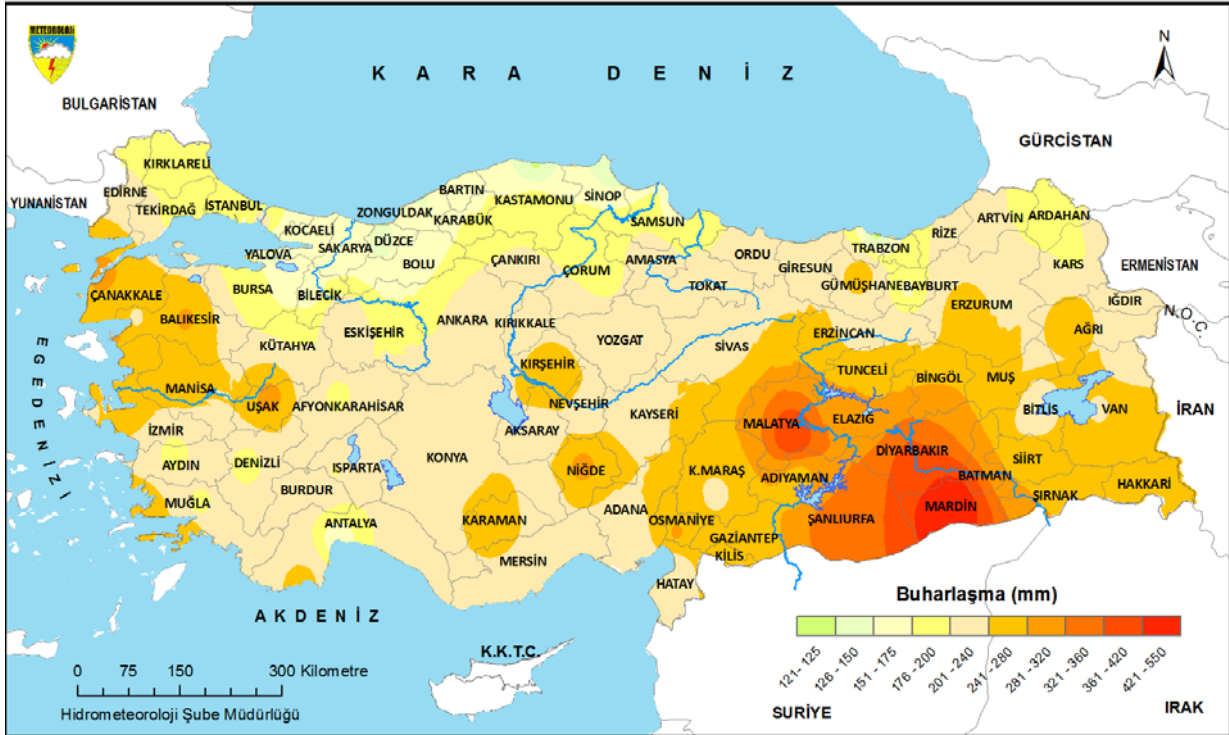 METEOROLOJİ
N
K A R A D E N İ Z
BULGARİSTAN
GÜRCİSTAN
YUNANİSTAN
ERMENİSTAN
N.O.C.
İRAN
E G E D E N İ Z İ
KIRKLARELİ
EDİRNE
TEKİRDAĞ
İSTANBUL
KOCAELİ
YALOVA
SAKARYA
DÜZCE
ZONGULDAK
BARTIN
KARABÜK
KASTAMONU
SİNOP
SAMSUN
BOLU
ÇANKIRI
ÇORUM
AMASYA
TOKAT
ORDU
GİRESUN
TRABZON
RİZE
ARTVİN
ARDAHAN
KARS
GÜMÜŞHANE
BAYBURT
ERZURUM
IĞDIR
AĞRI
ÇANAKKALE
BALIKESİR
BURSA
BİLECİK
ESKİŞEHİR
ANKARA
KIRIKKALE
KÜTAHYA
YOZGAT
SİVAS
ERZİNCAN
TUNCELİ
BİNGÖL
MUŞ
BİTLİS
VAN
MANİSA
UŞAK
AFYONKARAHİSAR
KIRŞEHİR
NEVŞEHİR
KAYSERİ
AKSARAY
MALATYA
ELAZIĞ
DİYARBAKIR
BATMAN
SİİRT
ŞIRNAK
HAKKARİ
İZMİR
AYDIN
DENİZLİ
ISPARTA
KONYA
NİĞDE
K.MARAŞ
ADIYAMAN
MARDİN
MUĞLA
BURDUR
ANTALYA
KARAMAN
ADANA
OSMANİYE
GAZİANTEP
KİLİS
ŞANLIURFA
MERSİN
HATAY
A K D E N İ Z
K.K.T.C.
SURİYE
IRAK
Buharlaşma (mm)
121- 125
126 -150
151 - 175
176 - 200
201 - 240
241 - 280
281 - 320
321 - 360
361 - 420
421 - 550
0 75 150 300 Kilometre
Hidrometeoroloji Şube Müdürlüğü